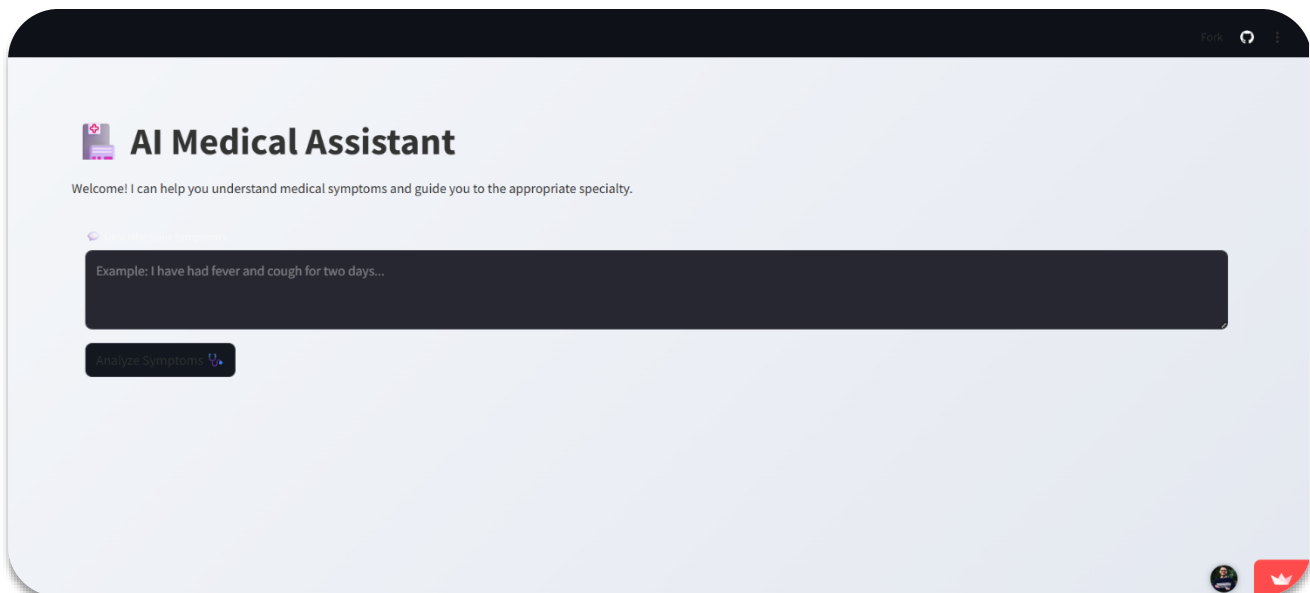 Fork
AI Medical Assistant
Welcome! I can help you understand medical symptoms and guide you to the appropriate specialty.
Example: I have had fever and cough for two days...
Analyze Symptoms